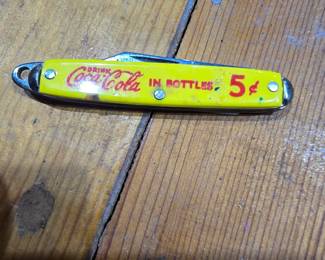 DRINK
Coca-Cola IN BOTTLES 5¢